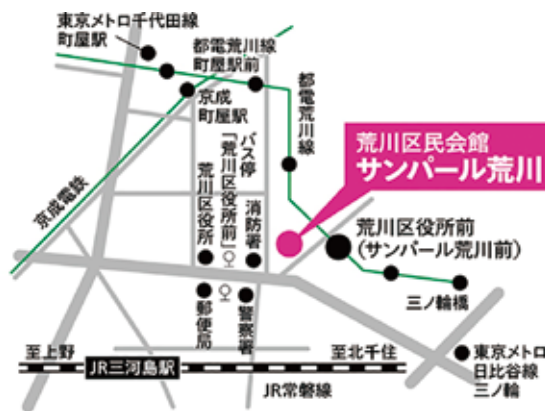 東京メトロ千代田線
町屋駅
都電荒川線
町屋駅前
京成
町屋駅
都電荒川線
荒川区民会館
サンパール荒川
京成電鉄
荒川区役所
バス停
「荒川区役所前」
消防署
荒川区役所前
(サンパール荒川前)
三ノ輪橋
郵便局
警察署
至上野
JR三河島駅
至北千住
JR常磐線
東京メトロ
日比谷線
三ノ輪